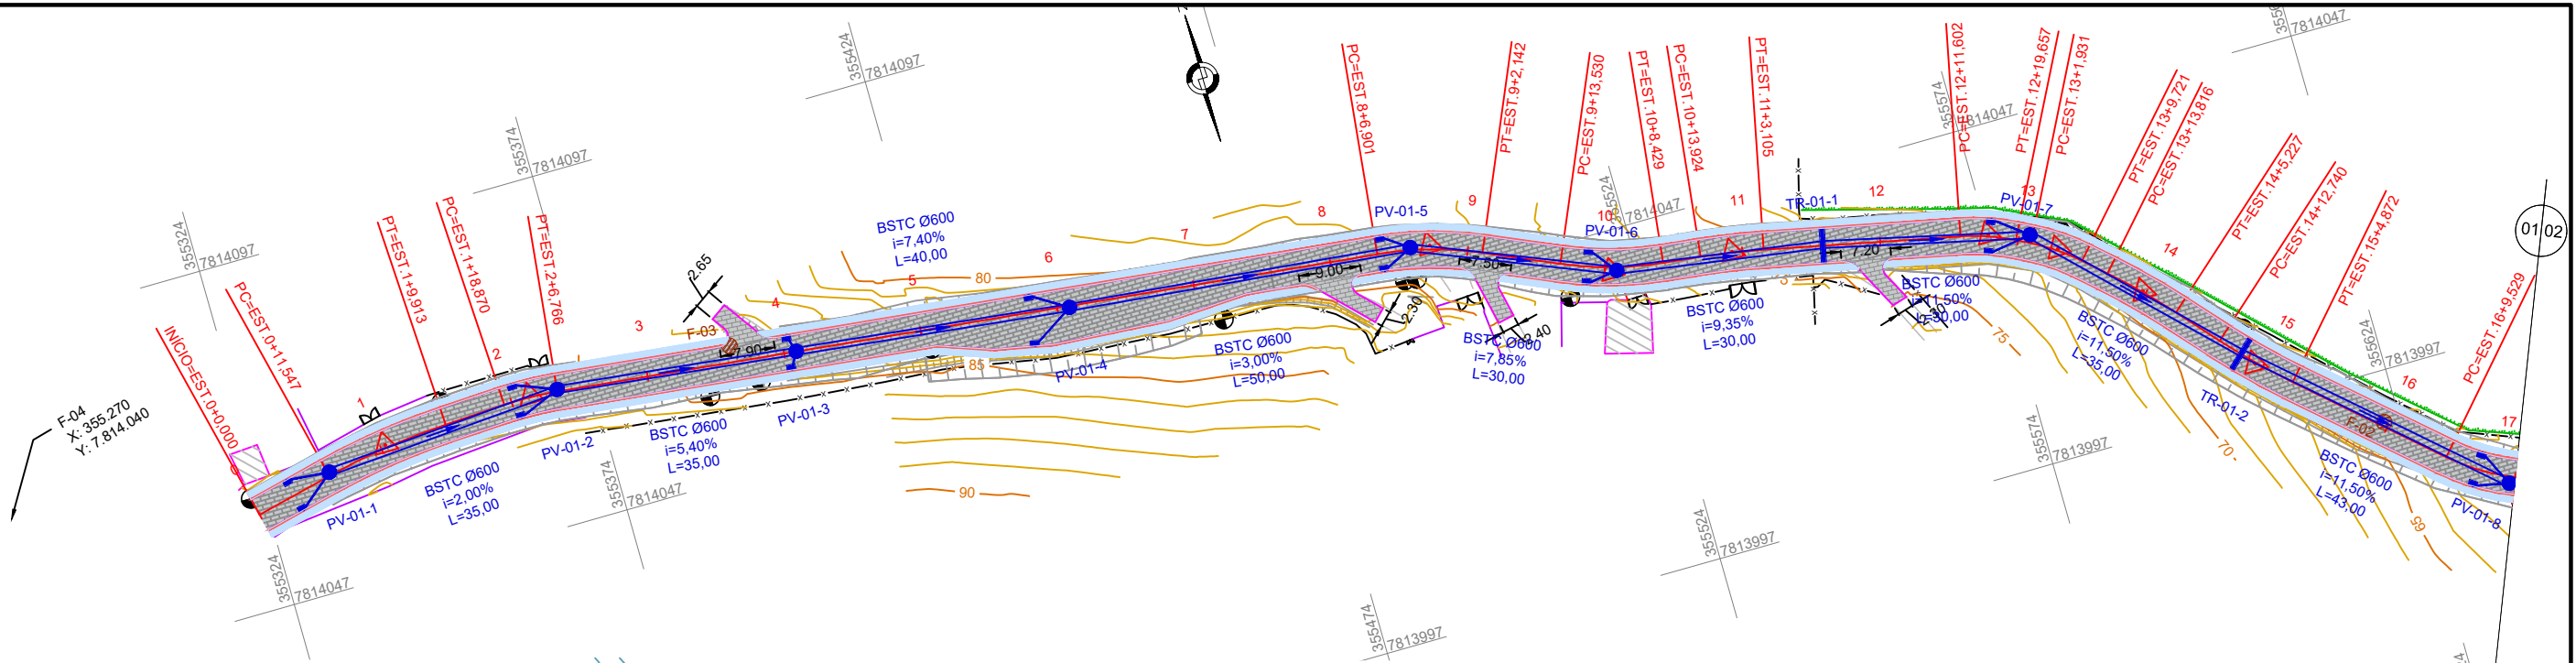 INÍCIO=EST.0+0,000
PC=EST.0+11,547
PT=EST.1+9,913
PC=EST.1+18,870
PT=EST.2+6,766
PC=EST.8+6,901
PT=EST.9+2,142
PC=EST.9+13,530
PT=EST.10+8,429
PC=EST.10+13,924
PT=EST.11+3,105
PC=EST.12+11,602
PT=EST.12+19,657
PC=EST.13+1,931
PT=EST.13+9,721
PC=EST.13+13,816
PT=EST.14+5,227
PC=EST.14+12,740
PT=EST.15+4,872
PC=EST.16+9,529
355324
7814097
355374
7814097
355424
7814097
355524
7814047
355574
7814047
7814047
355324
7814047
355374
7814047
355474
7813997
355524
7813997
355574
7813997
355624
7813997
F-04
X: 355.270
Y: 7.814.040
0
1
2
3
4
5
6
7
8
9
10
11
12
13
14
15
16
17
PV-01-1
BSTC Ø600
i=2,00%
L=35,00
PV-01-2
BSTC Ø600
i=5,40%
L=35,00
PV-01-3
BSTC Ø600
i=7,40%
L=40,00
PV-01-4
BSTC Ø600
i=3,00%
L=50,00
PV-01-5
BSTC Ø600
i=7,85%
L=30,00
PV-01-6
BSTC Ø600
i=9,35%
L=30,00
TR-01-1
BSTC Ø600
i=11,50%
L=30,00
PV-01-7
BSTC Ø600
i=11,50%
L=35,00
TR-01-2
BSTC Ø600
i=11,50%
L=43,00
PV-01-8
F-03
F-02
2.65
7.90
9.00
2.30
7.50
3.40
7.20
80
85
90
75
70
65
01 02